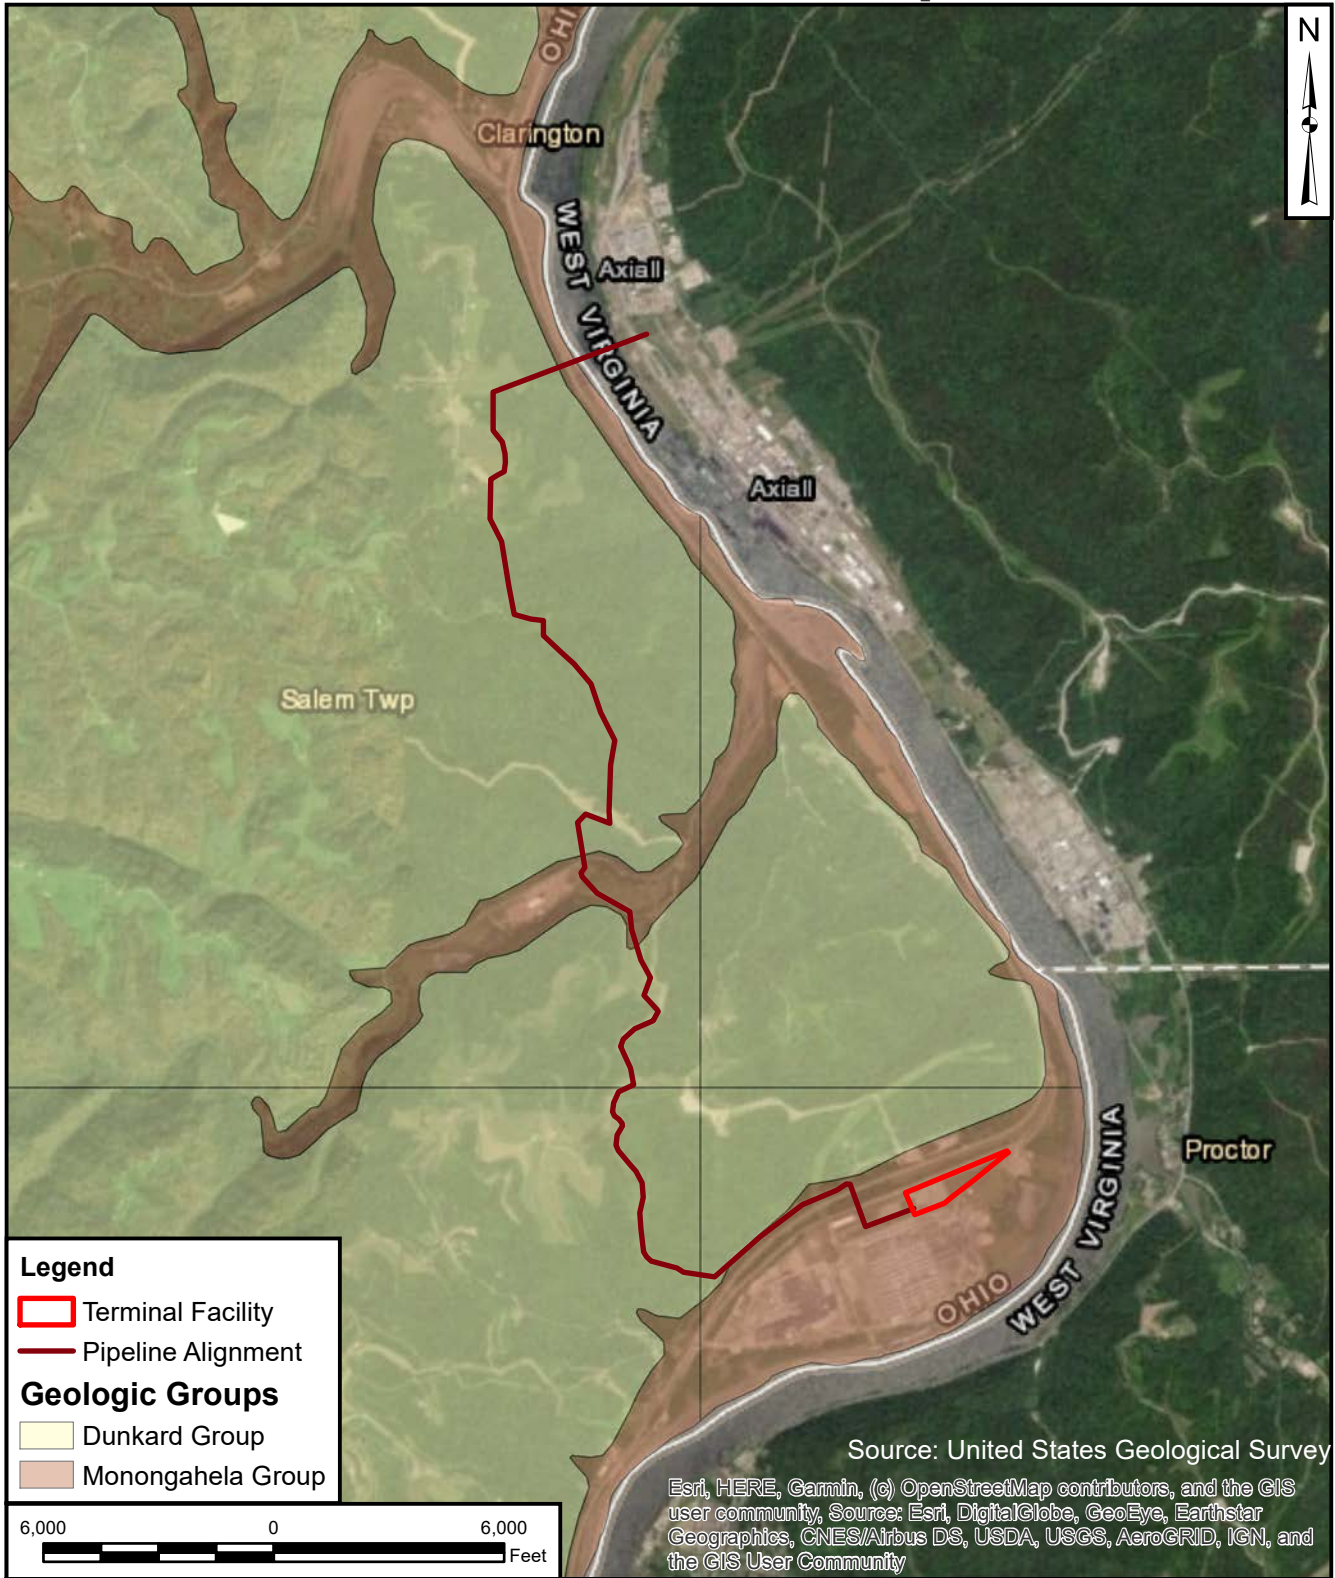 OHI
N
Clarington
WEST VIRGINIA
Axiall
Axiall
Salem Twp
Proctor
OHIO
WEST VIRGINIA
Legend
Terminal Facility
Pipeline Alignment
Geologic Groups
Dunkard Group
Monongahela Group
6,000 0 6,000
Feet
Source: United States Geological Survey
Esri, HERE, Garmin, (c) OpenStreetMap contributors, and the GIS
user community, Source: Esri, DigitalGlobe, GeoEye, Earthstar
Geographics, CNES/Airbus DS, USDA, USGS, AeroGRID, IGN, and
the GIS User Community